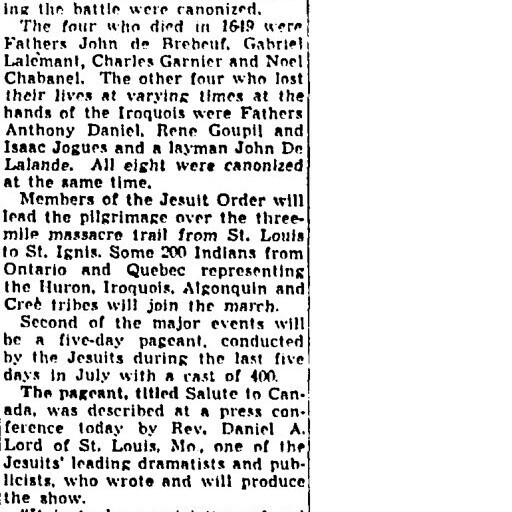 ing the battle were canonized.
The four who died in 1649 were
Fathers John de Brebeuf, Gabriel
Lalemant, Charles Garnier and Noel
Chabanel. The other four who lost
their lives at varying times at the
hands of the Iroquois were Fathers
Anthony Daniel, Rene Goupil and
Isaac Jogues and a layman John De
Lalande. All eight were canonized
at the same time.
Members of the Jesuit Order will
lead the pilgrimage over the three-
mile massacre trail from St. Louis
to St. Ignis. Some 200 Indians from
Ontario and Quebec representing
the Huron, Iroquois, Algonquin and
Creè tribes will join the march.
Second of the major events will
be a five-day pageant, conducted
by the Jesuits during the last five
days in July with a cast of 400.
The pageant, titled Salute to Can-
ada, was described at a press con-
ference today by Rev. Daniel A.
Lord of St. Louis, Mo., one of the
Jesuits' leading dramatists and pub-
licists, who wrote and will produce
the show.